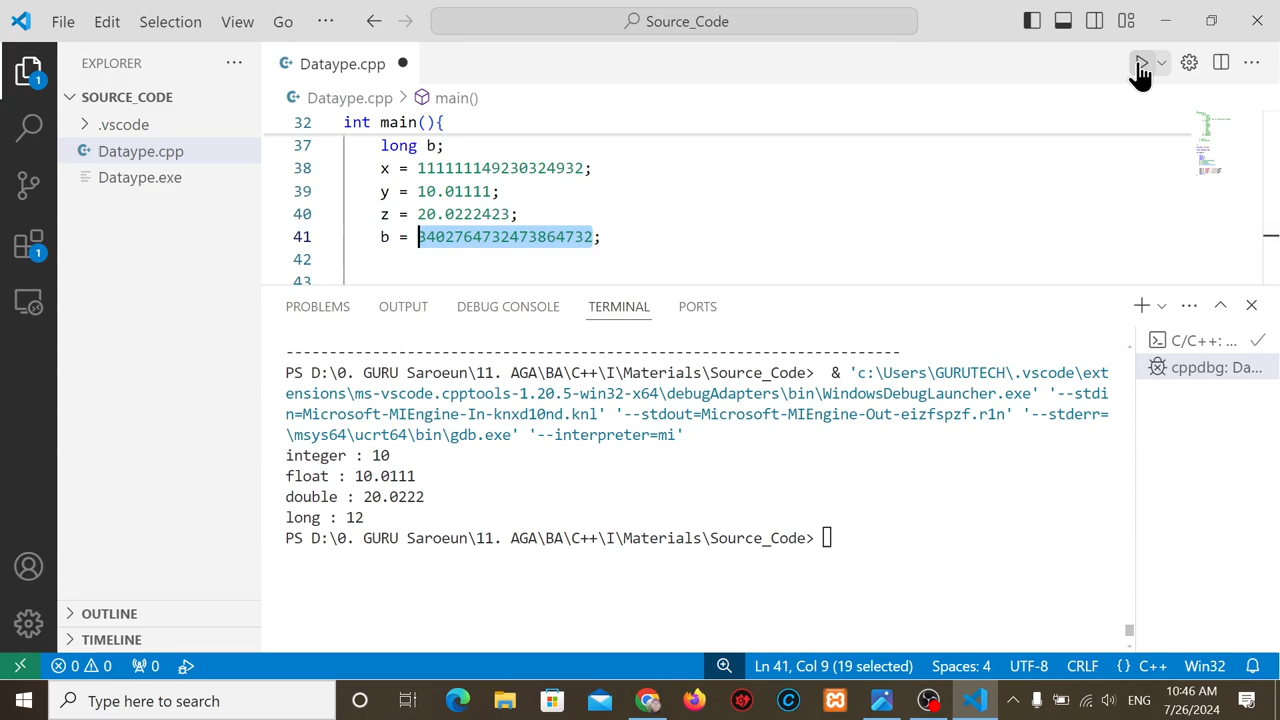 File Edit Selection View Go ··· Source_Code
EXPLORER ···
SOURCE_CODE
.vscode
Dataype.cpp
Dataype.exe
OUTLINE
TIMELINE
1
1
Dataype.cpp
Dataype.cpp > main()
32 int main(){
37 long b;
38 x = 111111149230324932;
39 y = 10.01111;
40 z = 20.0222423;
41 b = 3402764732473864732;
42
43
PROBLEMS OUTPUT DEBUG CONSOLE TERMINAL PORTS
C/C++: ...
cppdbg: Da...
-----------------------------------------------------------------------
PS D:\0. GURU Saroeun\11. AGA\BA\C++\I\Materials\Source_Code> & 'c:\Users\GURUTECH\.vscode\ext
ensions\ms-vscode.cpptools-1.20.5-win32-x64\debugAdapters\bin\WindowsDebugLauncher.exe' '--stdi
n=Microsoft-MIEngine-In-knxd10nd.knl' '--stdout=Microsoft-MIEngine-Out-eizfspzf.r1n' '--stderr=
\msys64\ucrt64\bin\gdb.exe' '--interpreter=mi'
integer : 10
float : 10.0111
double : 20.0222
long : 12
PS D:\0. GURU Saroeun\11. AGA\BA\C++\I\Materials\Source_Code>
0 0 0 Ln 41, Col 9 (19 selected) Spaces: 4 UTF-8 CRLF {} C++ Win32
Type here to search ENG 10:46 AM
7/26/2024